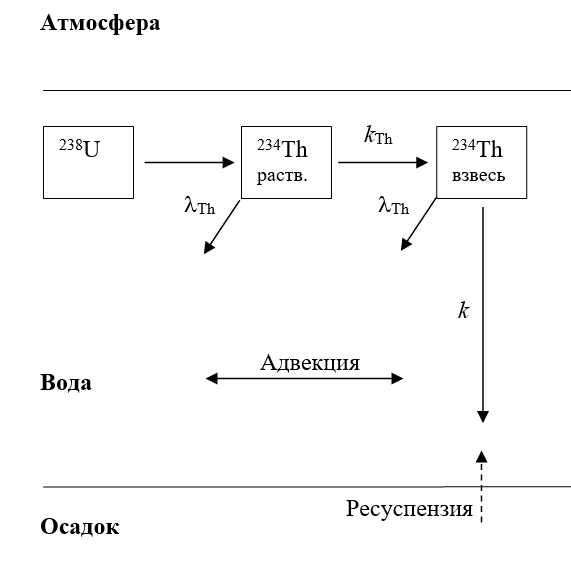 Атмосфера
²³⁸U
²³⁴Th
раств.
kTh
²³⁴Th
взвесь
λTh
λTh
k
Адвекция
Вода
Ресуспензия
Осадок